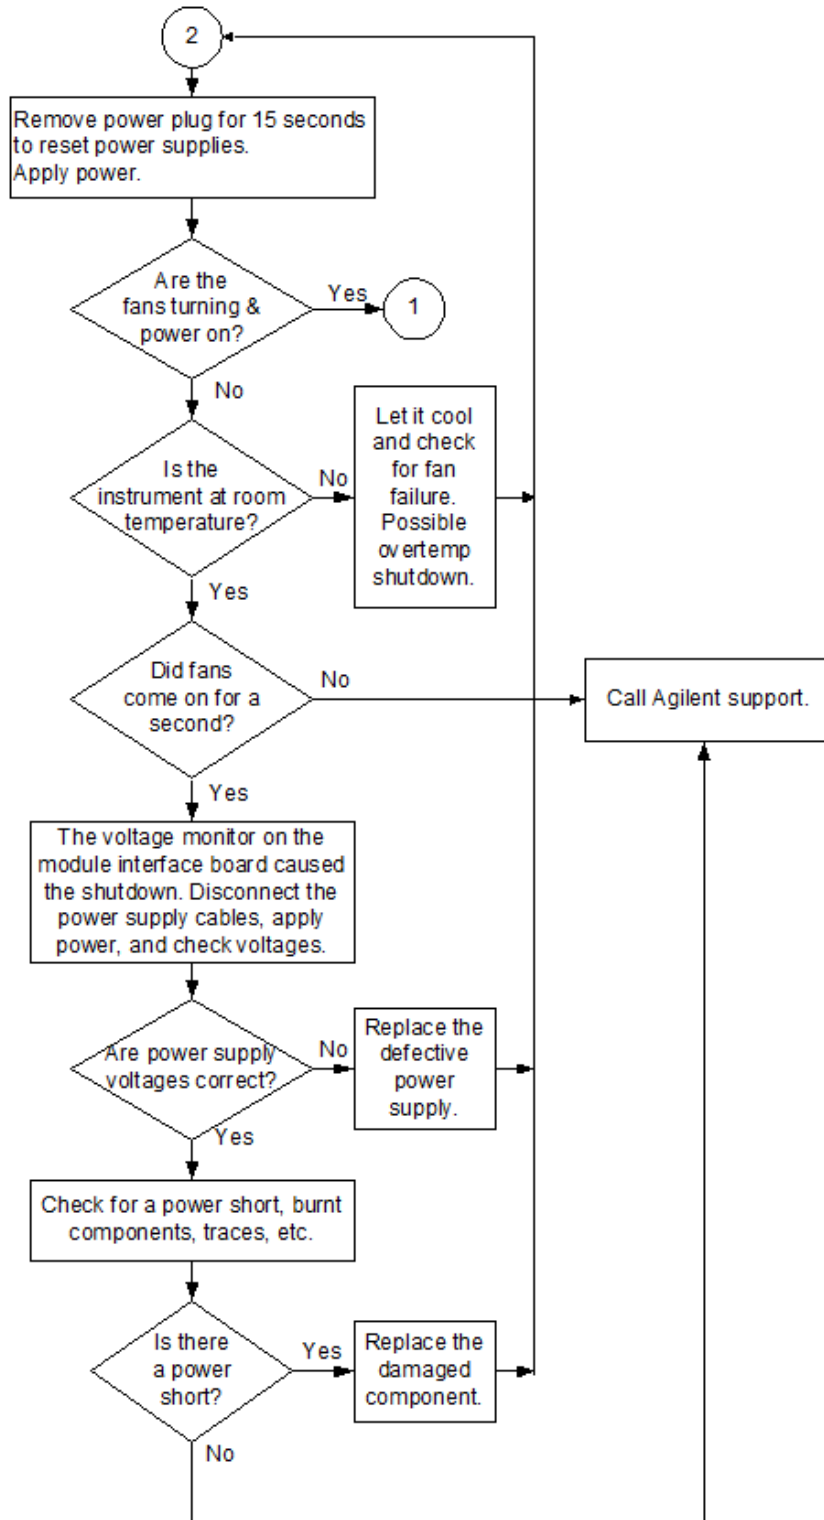 2
Remove power plug for 15 seconds
to reset power supplies.
Apply power.
Are the
fans turning &
power on?
Yes
1
No
Is the
instrument at room
temperature?
No
Let it cool
and check
for fan
failure.
Possible
overtemp
shutdown.
Yes
Did fans
come on for a
second?
No
Call Agilent support.
Yes
The voltage monitor on the
module interface board caused
the shutdown. Disconnect the
power supply cables, apply
power, and check voltages.
Are power supply
voltages correct?
No
Replace the
defective
power
supply.
Yes
Check for a power short, burnt
components, traces, etc.
Is there
a power
short?
Yes
Replace the
damaged
component.
No